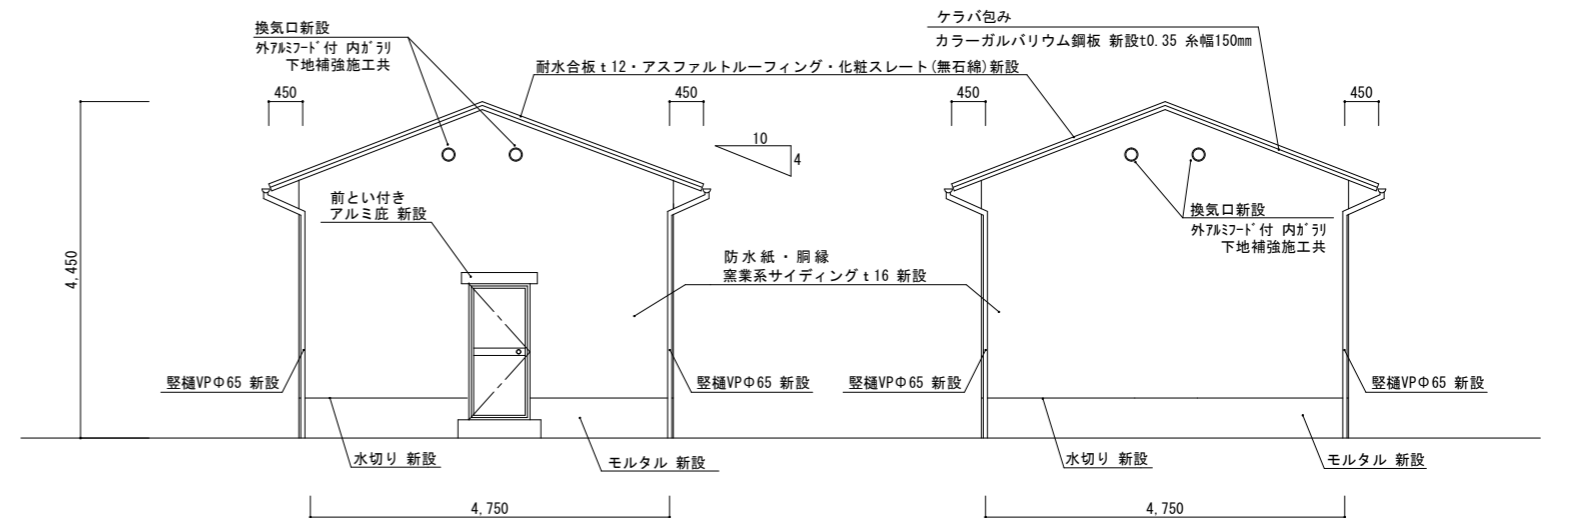 換気口新設
外アルミフード付 内ガラリ
下地補強施工共
ケラバ包み
カラーガルバリウム鋼板 新設t0.35 糸幅150mm
耐水合板t12・アスファルトルーフィング・化粧スレート(無石綿)新設
450
450
450
450
10
4
前とい付き
アルミ庇 新設
換気口新設
外アルミフード付 内ガラリ
下地補強施工共
4,450
防水紙・胴縁
窯業系サイディングt16 新設
竪樋VPΦ65 新設
竪樋VPΦ65 新設
竪樋VPΦ65 新設
竪樋VPΦ65 新設
水切り 新設
モルタル 新設
水切り 新設
モルタル 新設
4,750
4,750